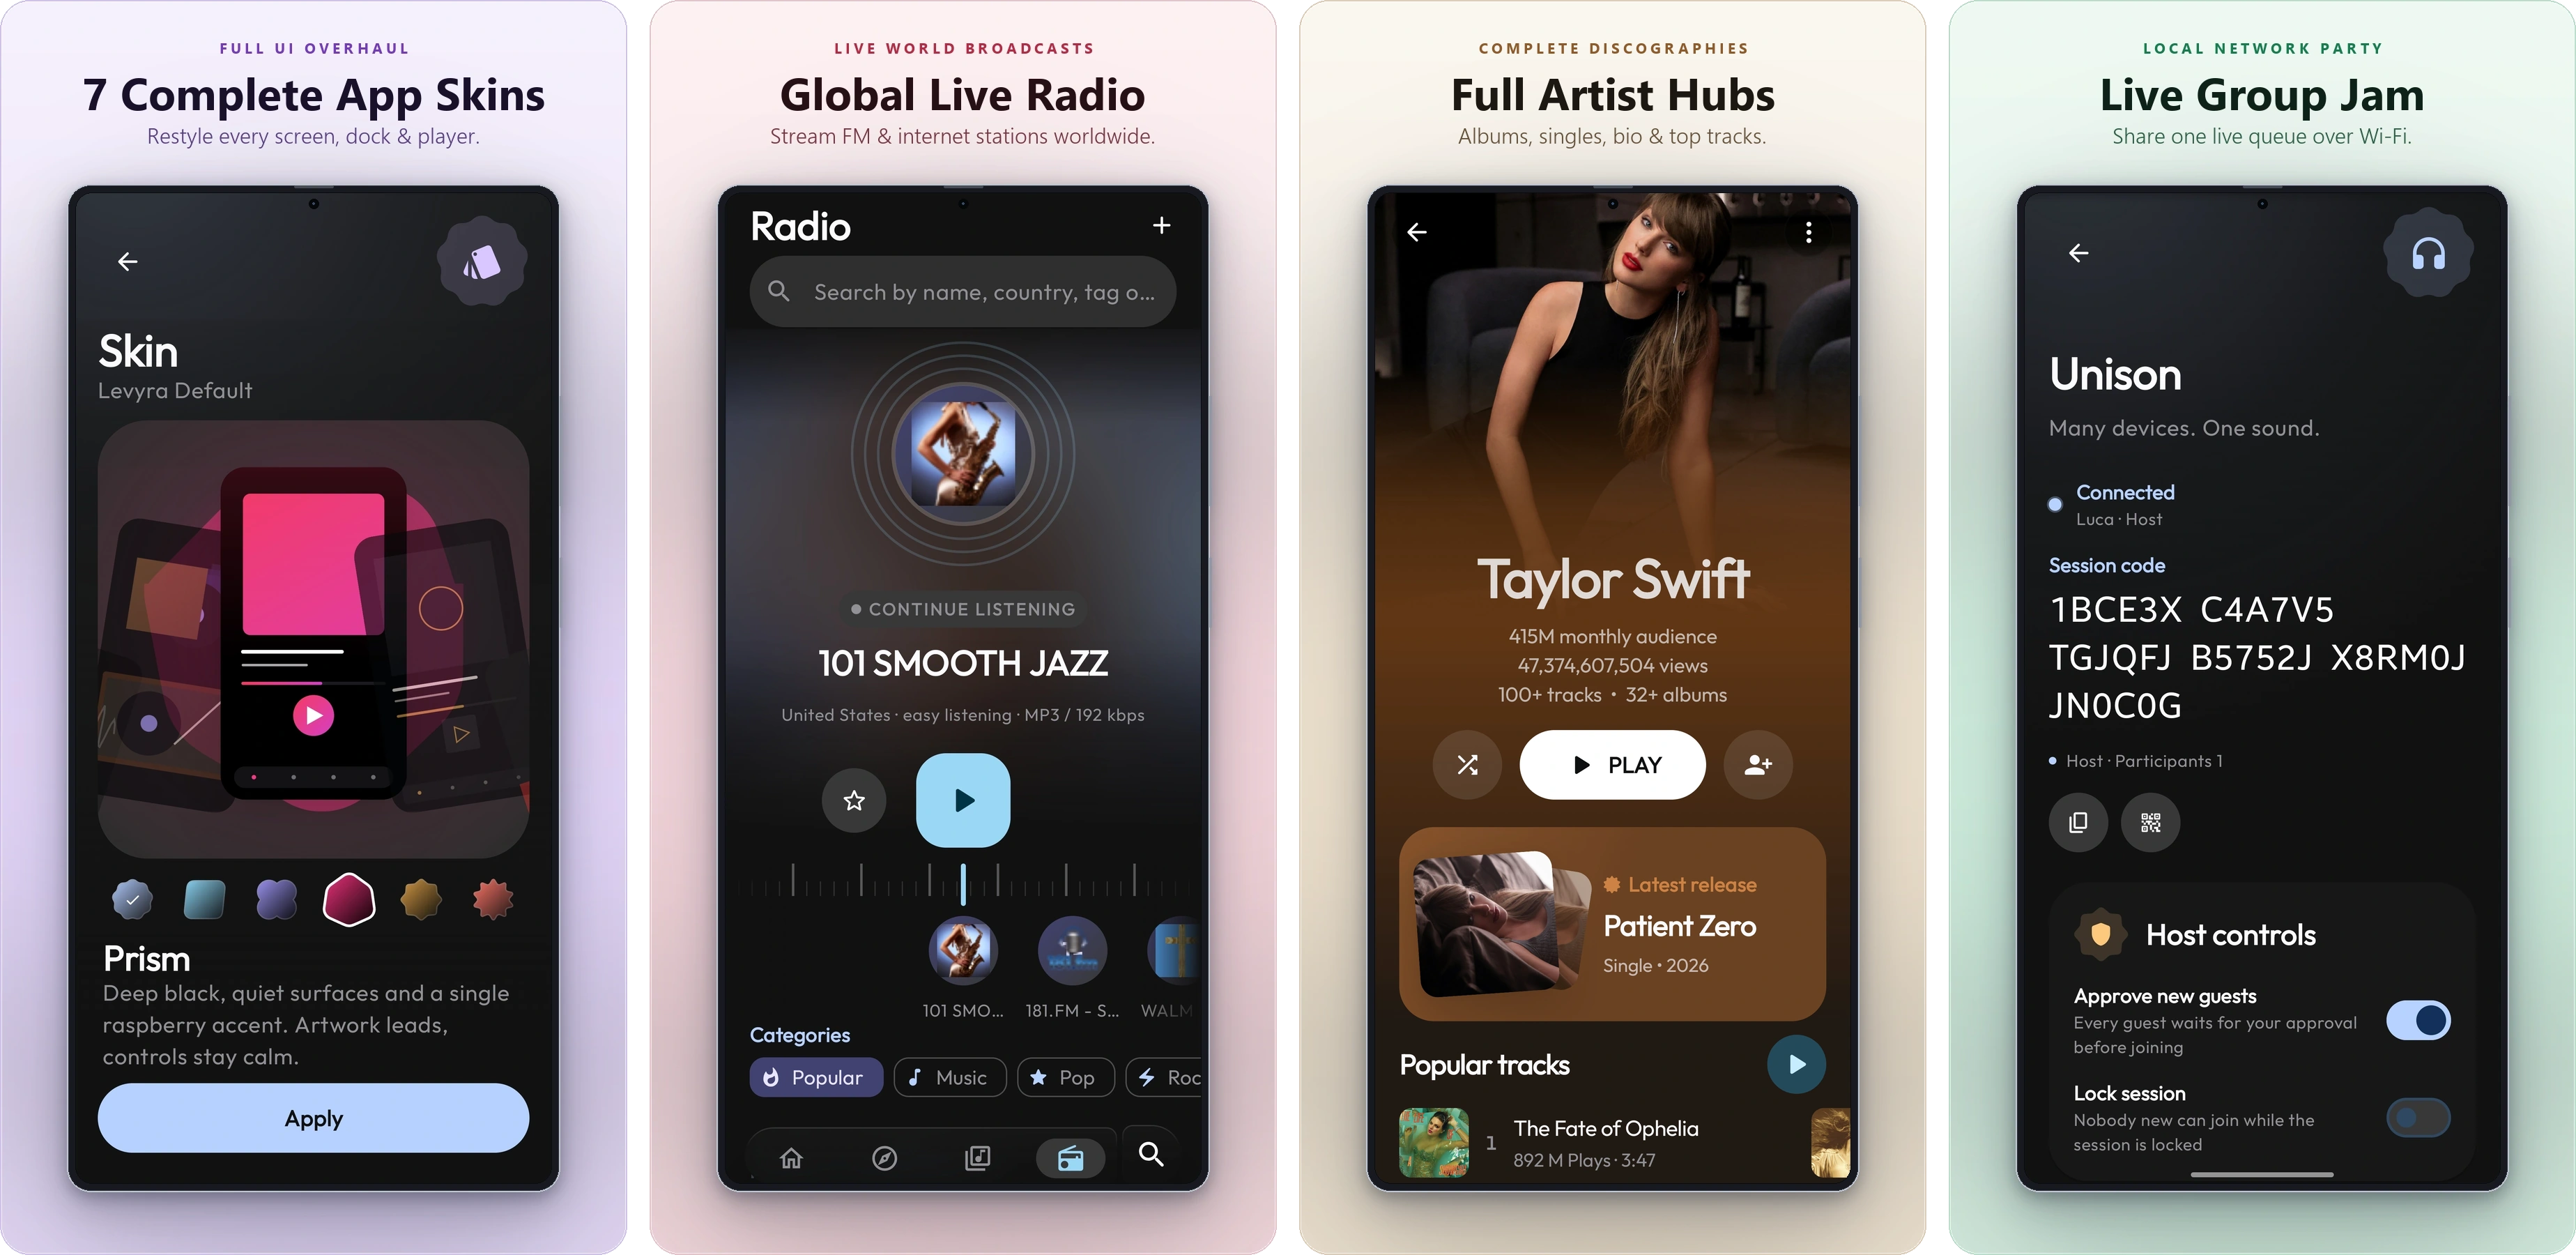 FULL UI OVERHAUL
7 Complete App Skins
Restyle every screen, dock & player.
Skin
Levyra Default
Prism
Deep black, quiet surfaces and a single
raspberry accent. Artwork leads,
controls stay calm.
Apply
LIVE WORLD BROADCASTS
Global Live Radio
Stream FM & internet stations worldwide.
Radio
Search by name, country, tag o...
CONTINUE LISTENING
101 SMOOTH JAZZ
United States · easy listening · MP3 / 192 kbps
101 SMO...
181.FM - S...
WALM
Categories
Popular
Music
Pop
Roc
COMPLETE DISCOGRAPHIES
Full Artist Hubs
Albums, singles, bio & top tracks.
Taylor Swift
415M monthly audience
47,374,607,504 views
100+ tracks • 32+ albums
PLAY
Latest release
Patient Zero
Single • 2026
Popular tracks
1
The Fate of Ophelia
892 M Plays · 3:47
LOCAL NETWORK PARTY
Live Group Jam
Share one live queue over Wi-Fi.
Unison
Many devices. One sound.
Connected
Luca · Host
Session code
1BCE3X C4A7V5
TGJQFJ B5752J X8RM0J
JN0C0G
Host · Participants 1
Host controls
Approve new guests
Every guest waits for your approval
before joining
Lock session
Nobody new can join while the
session is locked